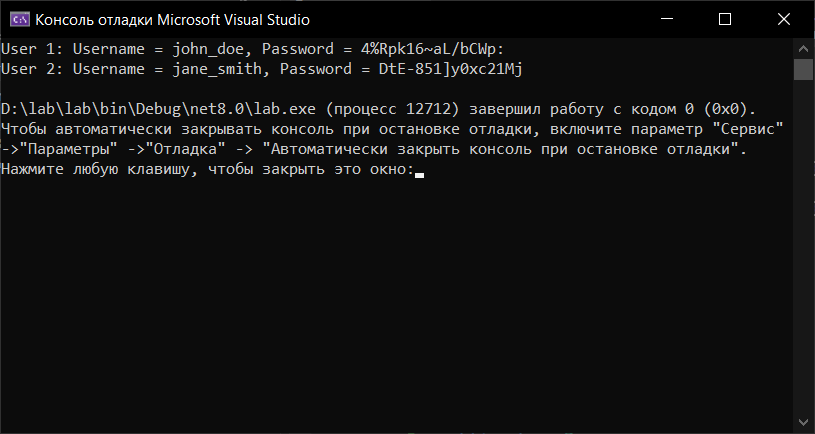 Консоль отладки Microsoft Visual Studio
User 1: Username = john_doe, Password = 4%Rpk16~aL/bCWp:
User 2: Username = jane_smith, Password = DtE-851]y0xc21Mj
D:\lab\lab\bin\Debug\net8.0\lab.exe (процесс 12712) завершил работу с кодом 0 (0x0).
Чтобы автоматически закрывать консоль при остановке отладки, включите параметр "Сервис"
->"Параметры" ->"Отладка" -> "Автоматически закрыть консоль при остановке отладки".
Нажмите любую клавишу, чтобы закрыть это окно: